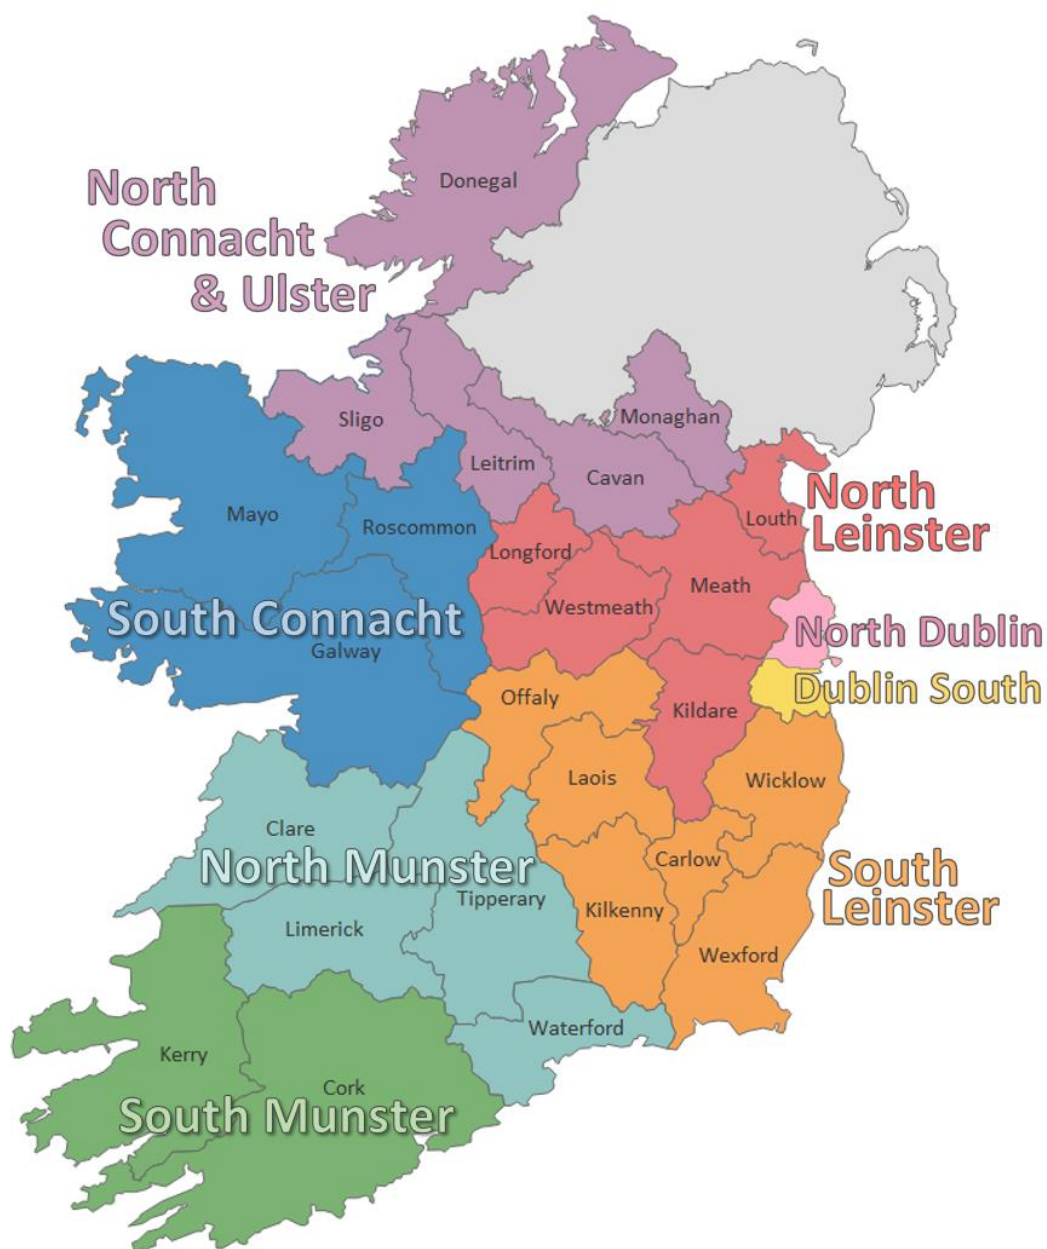 Donegal
North
Connacht
& Ulster
Monaghan
Sligo
Leitrim
Cavan
North
Leinster
Mayo
Roscommon
Louth
Longford
Meath
Westmeath
South Connacht
North Dublin
Galway
Dublin South
Offaly
Kildare
Laois
Wicklow
Clare
North Munster
Carlow
South
Leinster
Tipperary
Kilkenny
Limerick
Wexford
Waterford
Kerry
Cork
South Munster